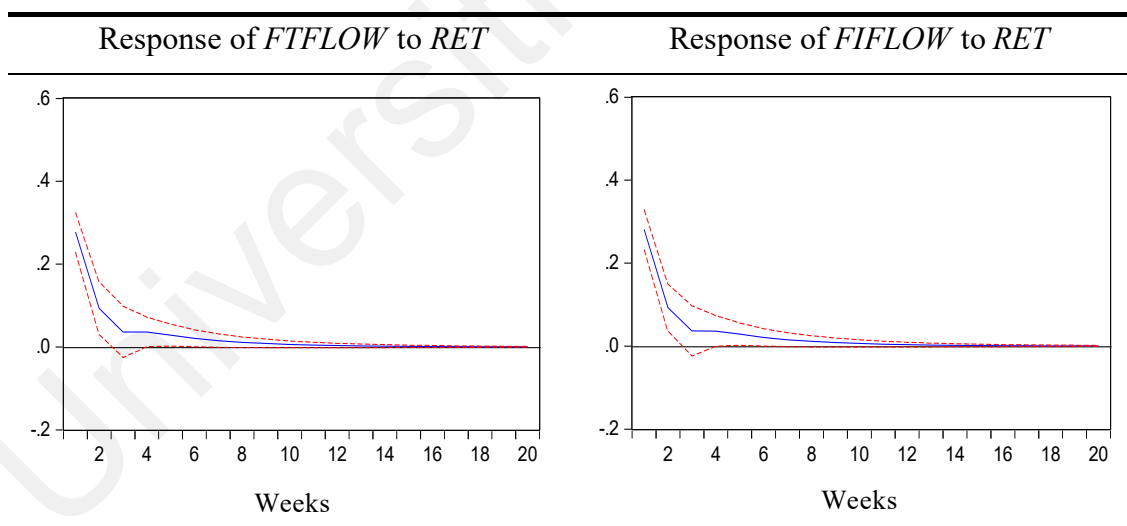 Response of FTFLOW to RET
Response of FIFLOW to RET
.6
.4
.2
.0
-.2
2 4 6 8 10 12 14 16 18 20
Weeks
.6
.4
.2
.0
-.2
2 4 6 8 10 12 14 16 18 20
Weeks
Universiti